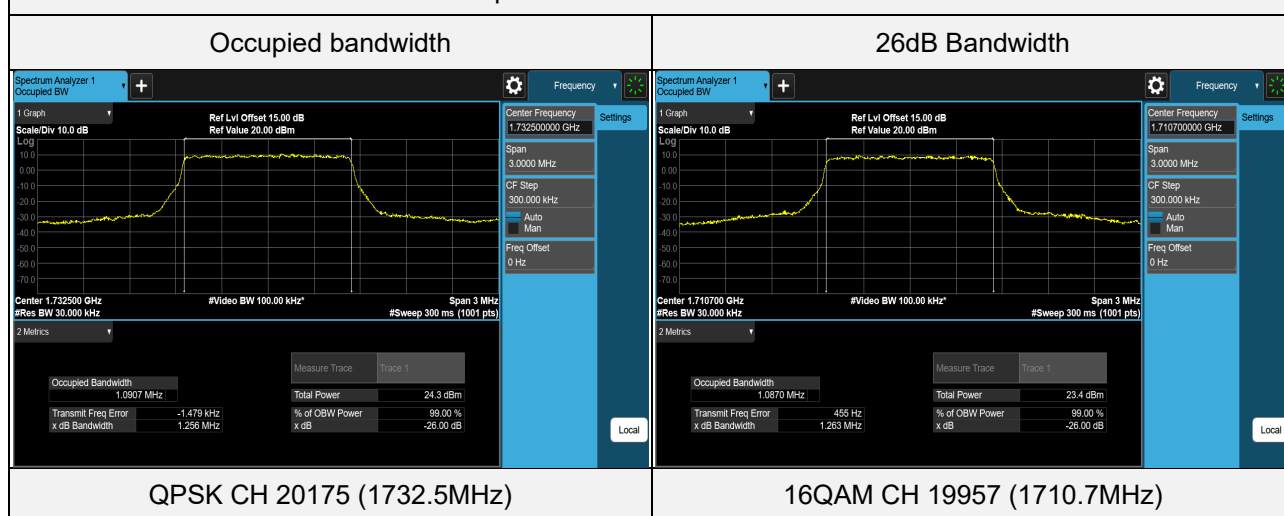 Occupied bandwidth
26dB Bandwidth
Spectrum Analyzer 1
Occupied BW
Frequency
1 Graph
Scale/Div 10.0 dB
Ref Lvl Offset 15.00 dB
Ref Value 20.00 dBm
Log
10.0
0.00
-10.0
-20.0
-30.0
-40.0
-50.0
-60.0
-70.0
Center 1.732500 GHz
#Res BW 30.000 kHz
#Video BW 100.00 kHz*
Span 3 MHz
#Sweep 300 ms (1001 pts)
Center Frequency
1.732500000 GHz
Settings
Span
3.0000 MHz
CF Step
300.000 kHz
Auto
Man
Freq Offset
0 Hz
2 Metrics
Measure Trace Trace 1
Occupied Bandwidth
1.0907 MHz
Total Power 24.3 dBm
Transmit Freq Error -1.479 kHz
% of OBW Power 99.00 %
x dB Bandwidth 1.256 MHz
x dB -26.00 dB
Local
Spectrum Analyzer 1
Occupied BW
Frequency
1 Graph
Scale/Div 10.0 dB
Ref Lvl Offset 15.00 dB
Ref Value 20.00 dBm
Log
10.0
0.00
-10.0
-20.0
-30.0
-40.0
-50.0
-60.0
-70.0
Center 1.710700 GHz
#Res BW 30.000 kHz
#Video BW 100.00 kHz*
Span 3 MHz
#Sweep 300 ms (1001 pts)
Center Frequency
1.710700000 GHz
Settings
Span
3.0000 MHz
CF Step
300.000 kHz
Auto
Man
Freq Offset
0 Hz
2 Metrics
Measure Trace Trace 1
Occupied Bandwidth
1.0870 MHz
Total Power 23.4 dBm
Transmit Freq Error 455 Hz
% of OBW Power 99.00 %
x dB Bandwidth 1.263 MHz
x dB -26.00 dB
Local
QPSK CH 20175 (1732.5MHz)
16QAM CH 19957 (1710.7MHz)